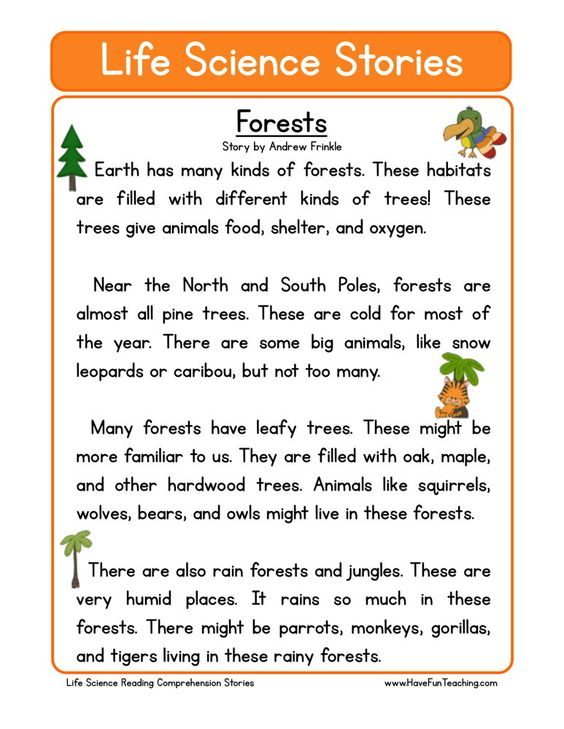 Life Science Stories
Forests
Story by Andrew Frinkle
Earth has many kinds of forests. These habitats
are filled with different kinds of trees! These
trees give animals food, shelter, and oxygen.
Near the North and South Poles, forests are
almost all pine trees. These are cold for most of
the year. There are some big animals, like snow
leopards or caribou, but not too many.
Many forests have leafy trees. These might be
more familiar to us. They are filled with oak, maple,
and other hardwood trees. Animals like squirrels,
wolves, bears, and owls might live in these forests.
There are also rain forests and jungles. These are
very humid places. It rains so much in these
forests. There might be parrots, monkeys, gorillas,
and tigers living in these rainy forests.
Life Science Reading Comprehension Stories
www.HaveFunTeaching.com